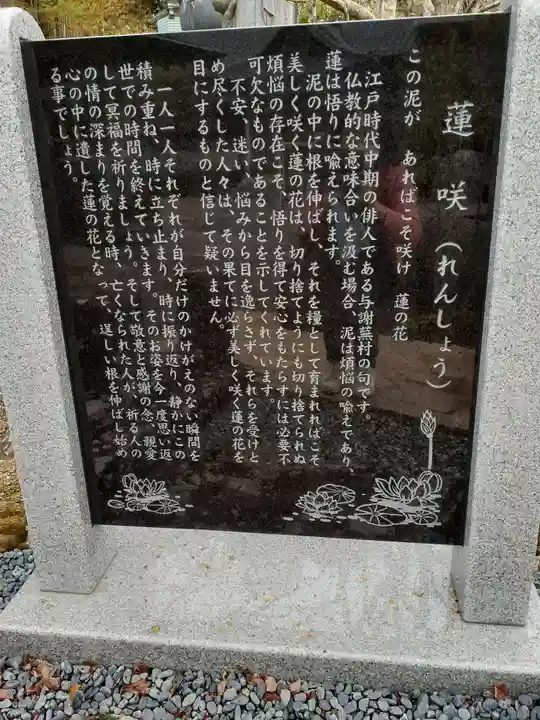 蓮咲(れんしょう)
この泥が あればこそ咲け 蓮の花
江戸時代中期の俳人である与謝蕪村の句です。
仏教的な意味合いを汲む場合、泥は煩悩の喩えであり、
蓮は悟りに喩えられます。
泥の中に根を伸ばし、それを糧として育まれればこそ
美しく咲く蓮の花は、切り捨てようにも切り捨てられぬ
煩悩の存在こそ、悟りを得て安心をもたらすには必要不
可欠なものであることを示してくれています。
不安、迷い、悩みから目を逸らさず、それらを受けと
め尽くした人々は、その果てに必ず美しく咲く蓮の花を
目にするものと信じて疑いません。
一人一人それぞれが自分だけのかけがえのない瞬間を
積み重ね、時に立ち止まり、時に振り返り、静かにこの
世での時間を終えていきます。そのお姿を今一度思い返
して冥福を祈りましょう。そして敬意と感謝の念、親愛
の情の深まりを覚える時、亡くなられた人が、祈る人の
心の中に遺した蓮の花となって、逞しい根を伸ばし始め
る事でしょう。